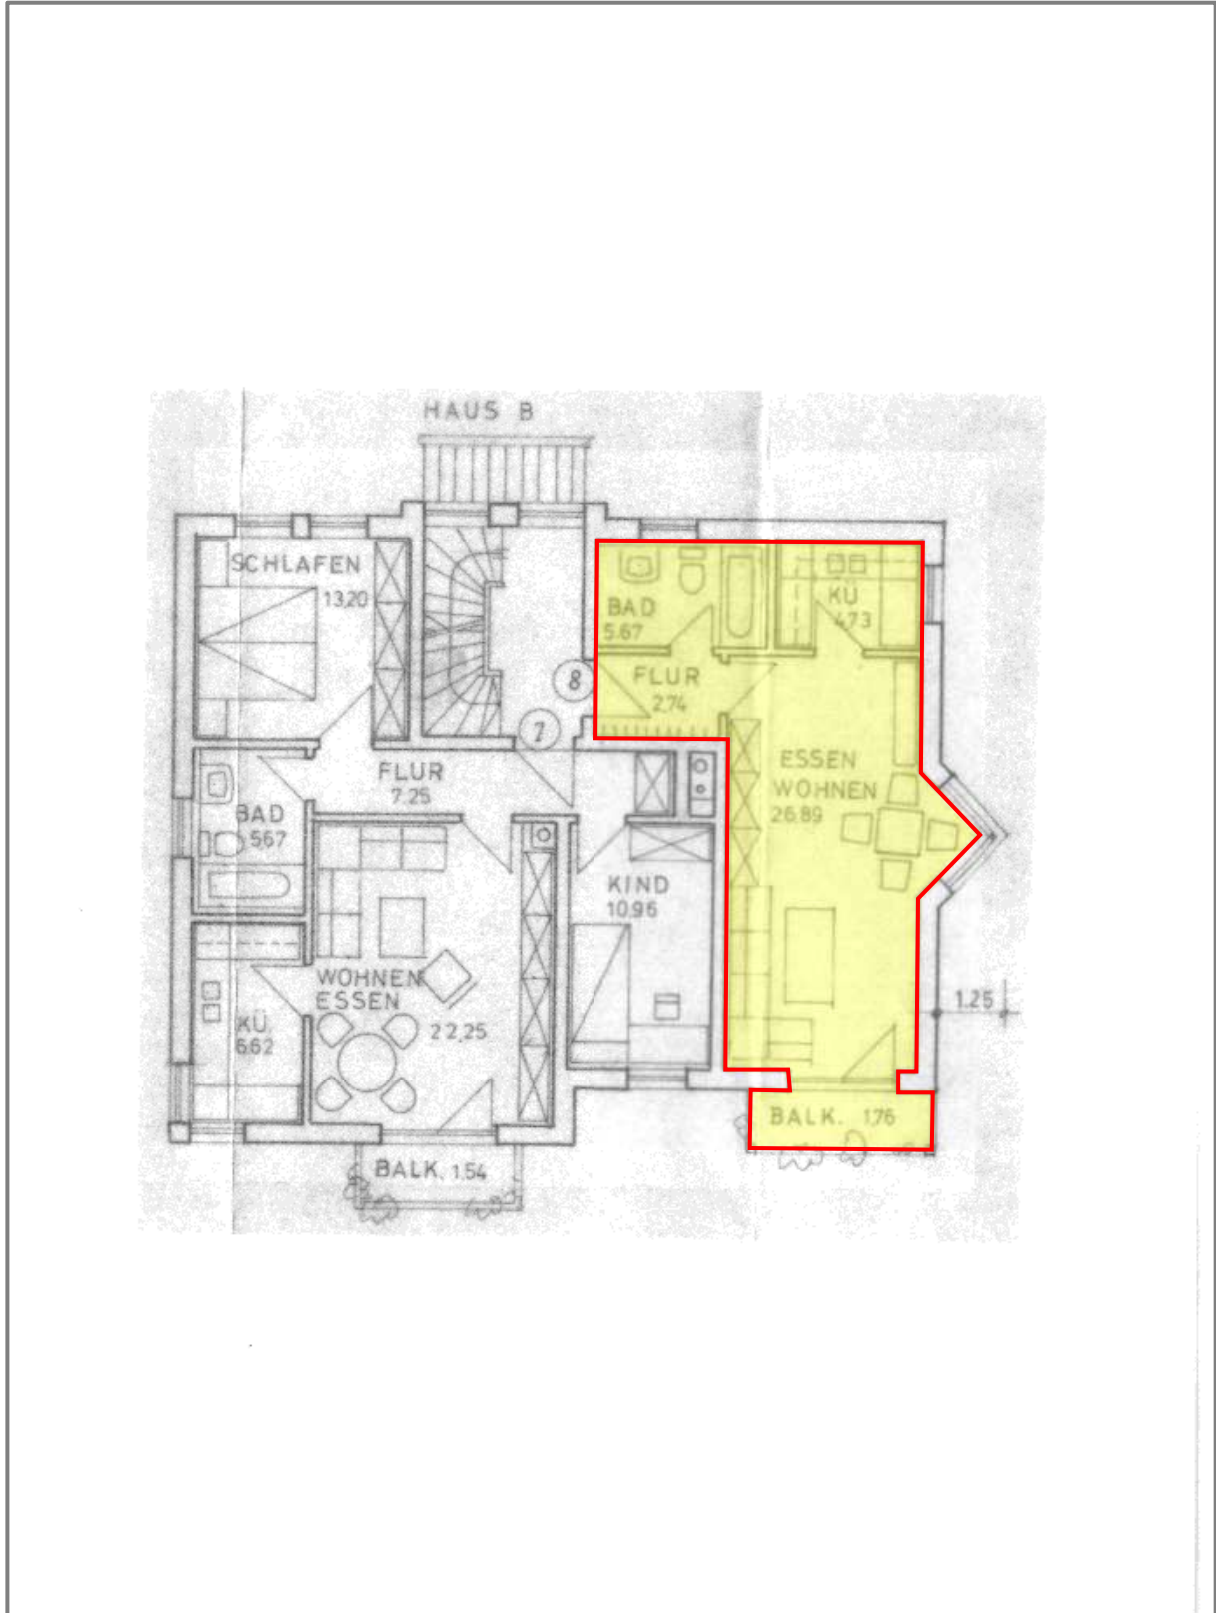 HAUS B
SCHLAFEN
13,20
BAD
5.67
KÜ
4.73
FLUR
2,74
8
7
FLUR
7.25
ESSEN
WOHNEN
26.89
BAD
5.67
KIND
10.96
WOHNEN
ESSEN
22,25
KÜ.
6.62
1.25
BALK. 1.76
BALK. 1.54